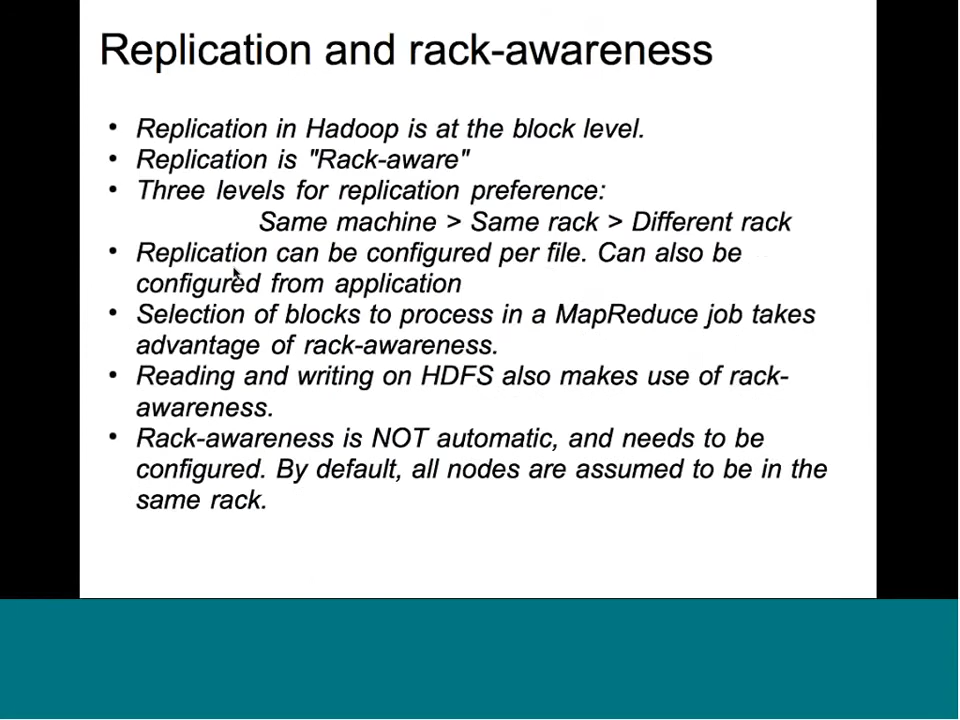 Replication and rack-awareness
• Replication in Hadoop is at the block level.
• Replication is "Rack-aware"
• Three levels for replication preference:
Same machine > Same rack > Different rack
• Replication can be configured per file. Can also be
configured from application
• Selection of blocks to process in a MapReduce job takes
advantage of rack-awareness.
• Reading and writing on HDFS also makes use of rack-
awareness.
• Rack-awareness is NOT automatic, and needs to be
configured. By default, all nodes are assumed to be in the
same rack.